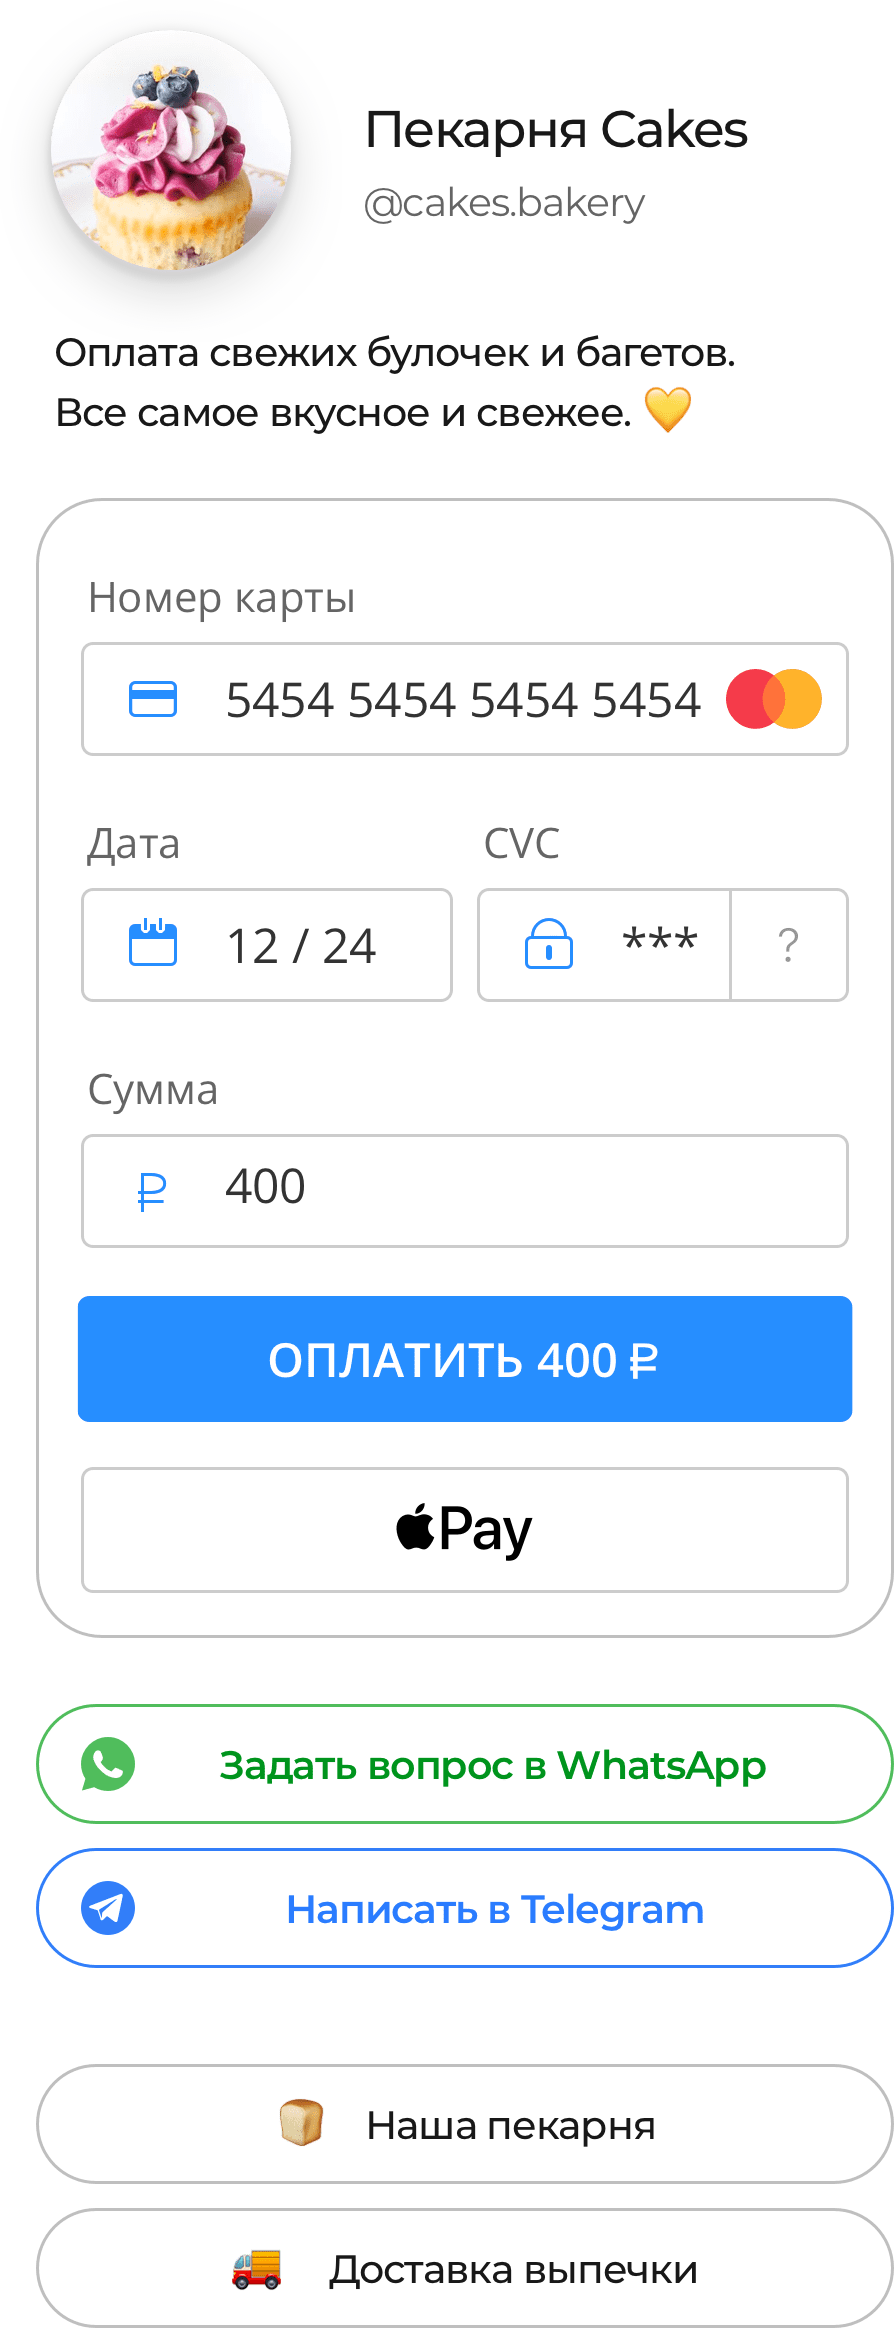 Пекарня Cakes
@cakes.bakery
Оплата свежих булочек и багетов.
Все самое вкусное и свежее. 💛
Номер карты
5454 5454 5454 5454
Дата
CVC
12 / 24
***
?
Сумма
₽ 400
ОПЛАТИТЬ 400 ₽
Pay
Задать вопрос в WhatsApp
Написать в Telegram
Наша пекарня
Доставка выпечки